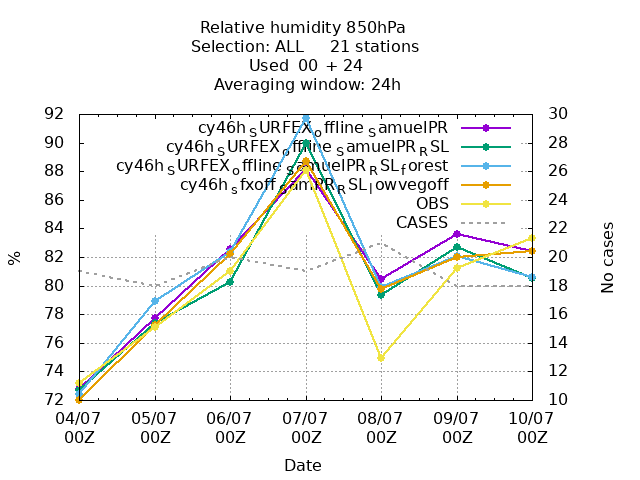 Relative humidity 850hPa
Selection: ALL 21 stations
Used 00 + 24
Averaging window: 24h
92 30
cy46h_SURFEX_offline_SamuelPR
90 28
cy46h_SURFEX_offline_SamuelPR_RSL
88 26
cy46h_SURFEX_offline_SamuelPR_RSL_forest
86 24
OBS
84 22
CASES
82 20
%
No cases
80 18
78 16
76 14
74 12
72 10
04/07 05/07 06/07 07/07 08/07 09/07 10/07
00Z 00Z 00Z 00Z 00Z 00Z 00Z
Date